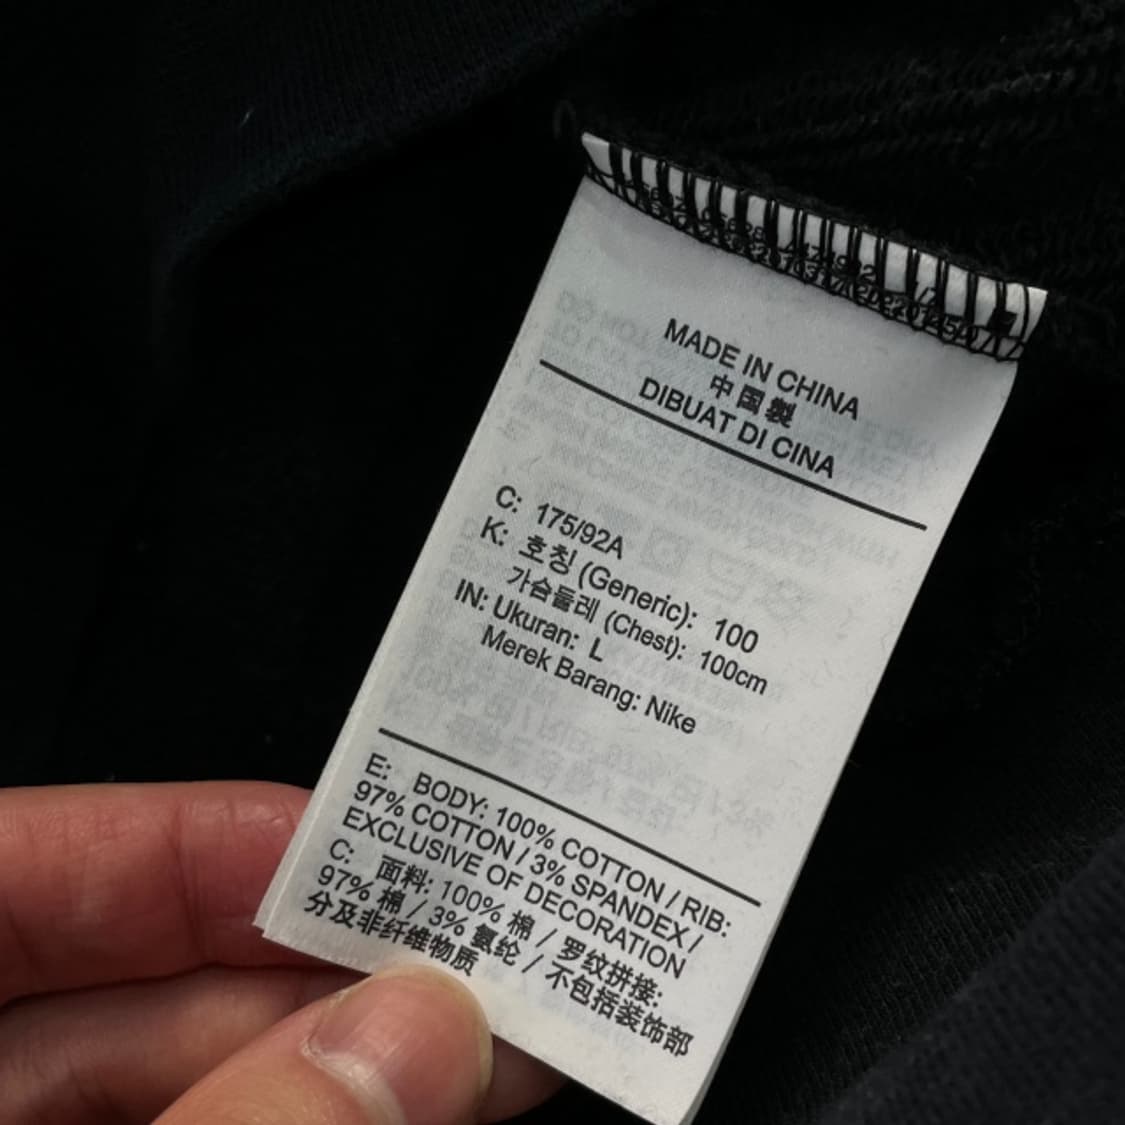 MADE IN CHINA
中国製
DIBUAT DI CINA
C: 175/92A
K: 호칭 (Generic): 100
가슴둘레 (Chest): 100cm
IN: Ukuran: L
Merek Barang: Nike
E: BODY: 100% COTTON / RIB:
97% COTTON / 3% SPANDEX /
EXCLUSIVE OF DECORATION
C: 面料: 100% 棉 / 罗纹拼接:
97% 棉 / 3% 氨纶 / 不包括装饰部
分及非纤维物质